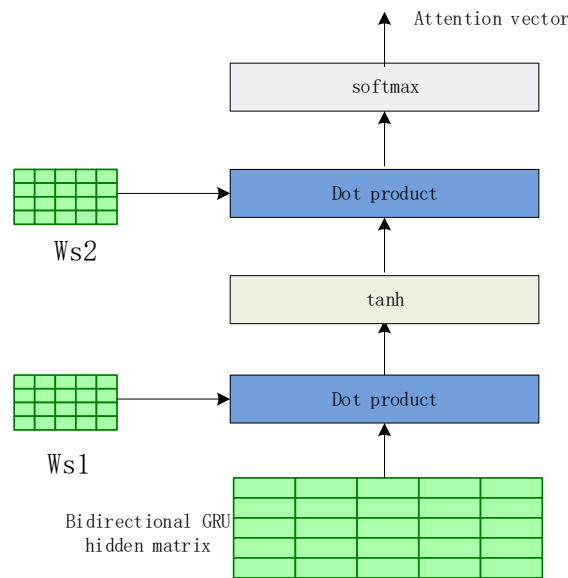 Attention vector
softmax
Dot product
Ws2
tanh
Dot product
Ws1
Bidirectional GRU
hidden matrix